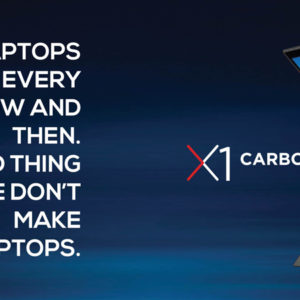 APTOPS
EVERY
W AND
THEN.
THING
E DON'T
MAKE
PTOPS.
X1 CARBO